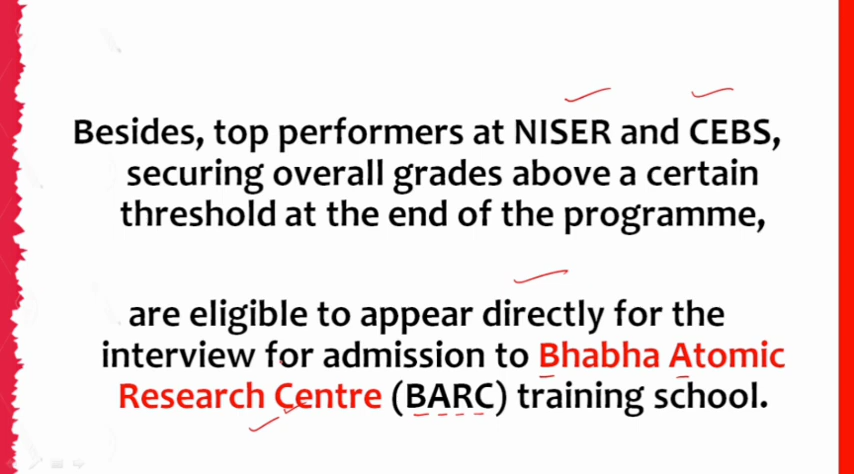 Besides, top performers at NISER and CEBS,
securing overall grades above a certain
threshold at the end of the programme,
are eligible to appear directly for the
interview for admission to Bhabha Atomic
Research Centre (BARC) training school.